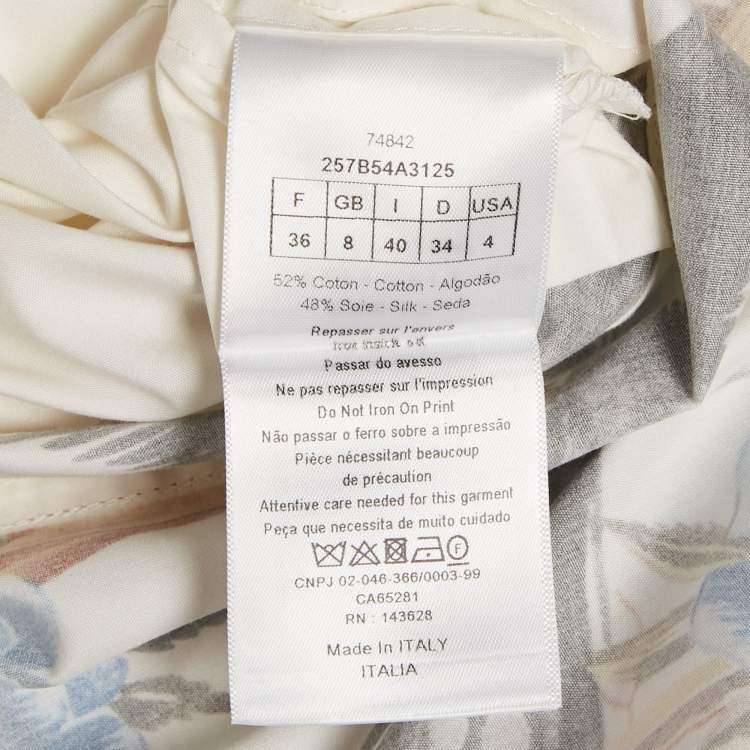 74842
257B54A3125
F GB I D USA
36 8 40 34 4
52% Coton - Cotton - Algodão
48% Soie - Silk - Seda
Repasser sur l'envers
Iron inside out
Passar do avesso
Ne pas repasser sur l'impression
Do Not Iron On Print
Não passar o ferro sobre a impressão
Pièce nécessitant beaucoup
de précaution
Attentive care needed for this garment
Peça que necessita de muito cuidado
F
CNPJ 02-046-366/0003-99
CA65281
RN : 143628
Made In ITALY
ITALIA